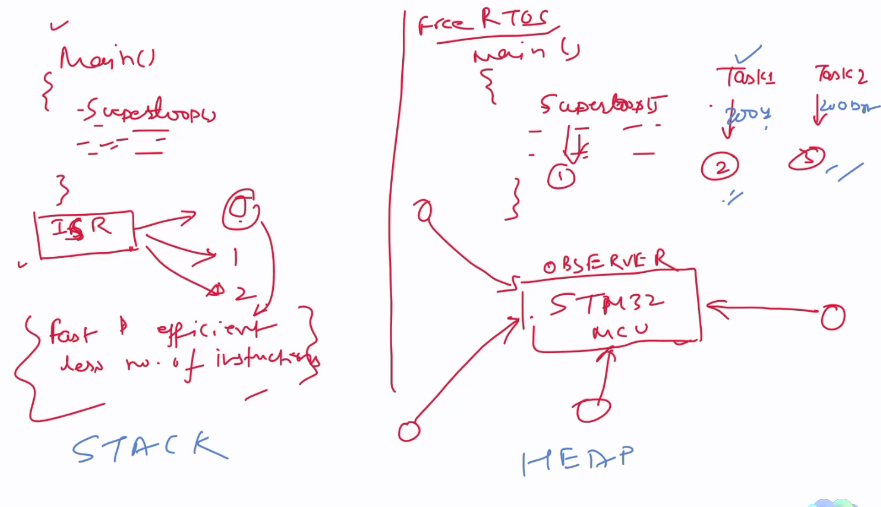 Main()
{
-Superloop
}
ISR
0
1
2
fast & efficient
less no. of instructions
STACK
Free RTOS
main ()
{
Superloop
1
}
Task1
2
Task2
3
OBSERVER
STM32
MCU
HEAP